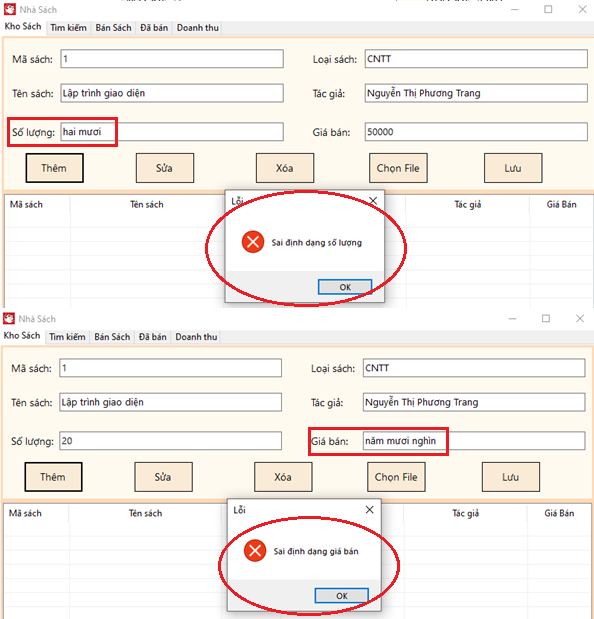 Nhà Sách
Kho Sách Tìm kiếm Bán Sách Đã bán Doanh thu
Mã sách: 1 Loại sách: CNTT
Tên sách: Lập trình giao diện Tác giả: Nguyễn Thị Phương Trang
Số lượng: hai mươi Giá bán: 50000
Thêm Sửa Xóa Chọn File Lưu
Mã sách Tên sách Tác giả Giá Bán
Lỗi
Sai định dạng số lượng
OK
Nhà Sách
Kho Sách Tìm kiếm Bán Sách Đã bán Doanh thu
Mã sách: 1 Loại sách: CNTT
Tên sách: Lập trình giao diện Tác giả: Nguyễn Thị Phương Trang
Số lượng: 20 Giá bán: năm mươi nghìn
Thêm Sửa Xóa Chọn File Lưu
Mã sách Tên sách Tác giả Giá Bán
Lỗi
Sai định dạng giá bán
OK